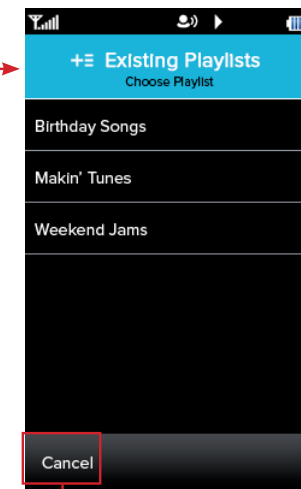 Existing Playlists
Choose Playlist
Birthday Songs
Makin' Tunes
Weekend Jams
Cancel